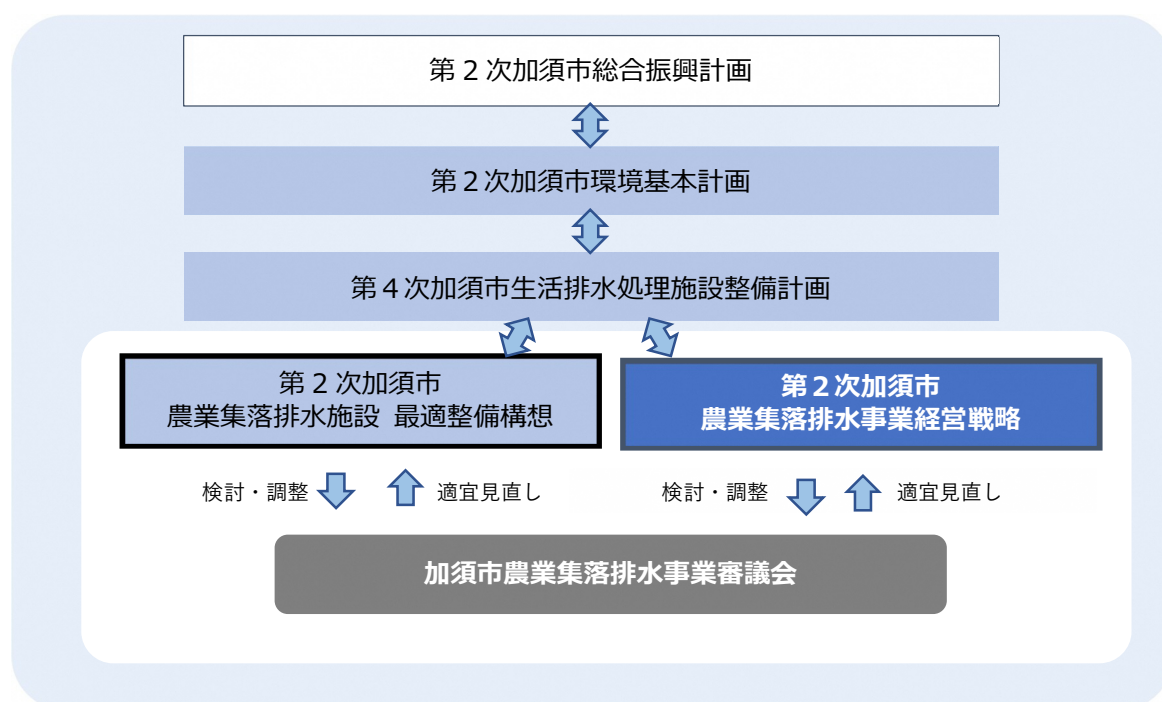 第２次加須市総合振興計画
第２次加須市環境基本計画
第４次加須市生活排水処理施設整備計画
第２次加須市
農業集落排水施設 最適整備構想
第２次加須市
農業集落排水事業経営戦略
検討・調整
適宜見直し
検討・調整
適宜見直し
加須市農業集落排水事業審議会